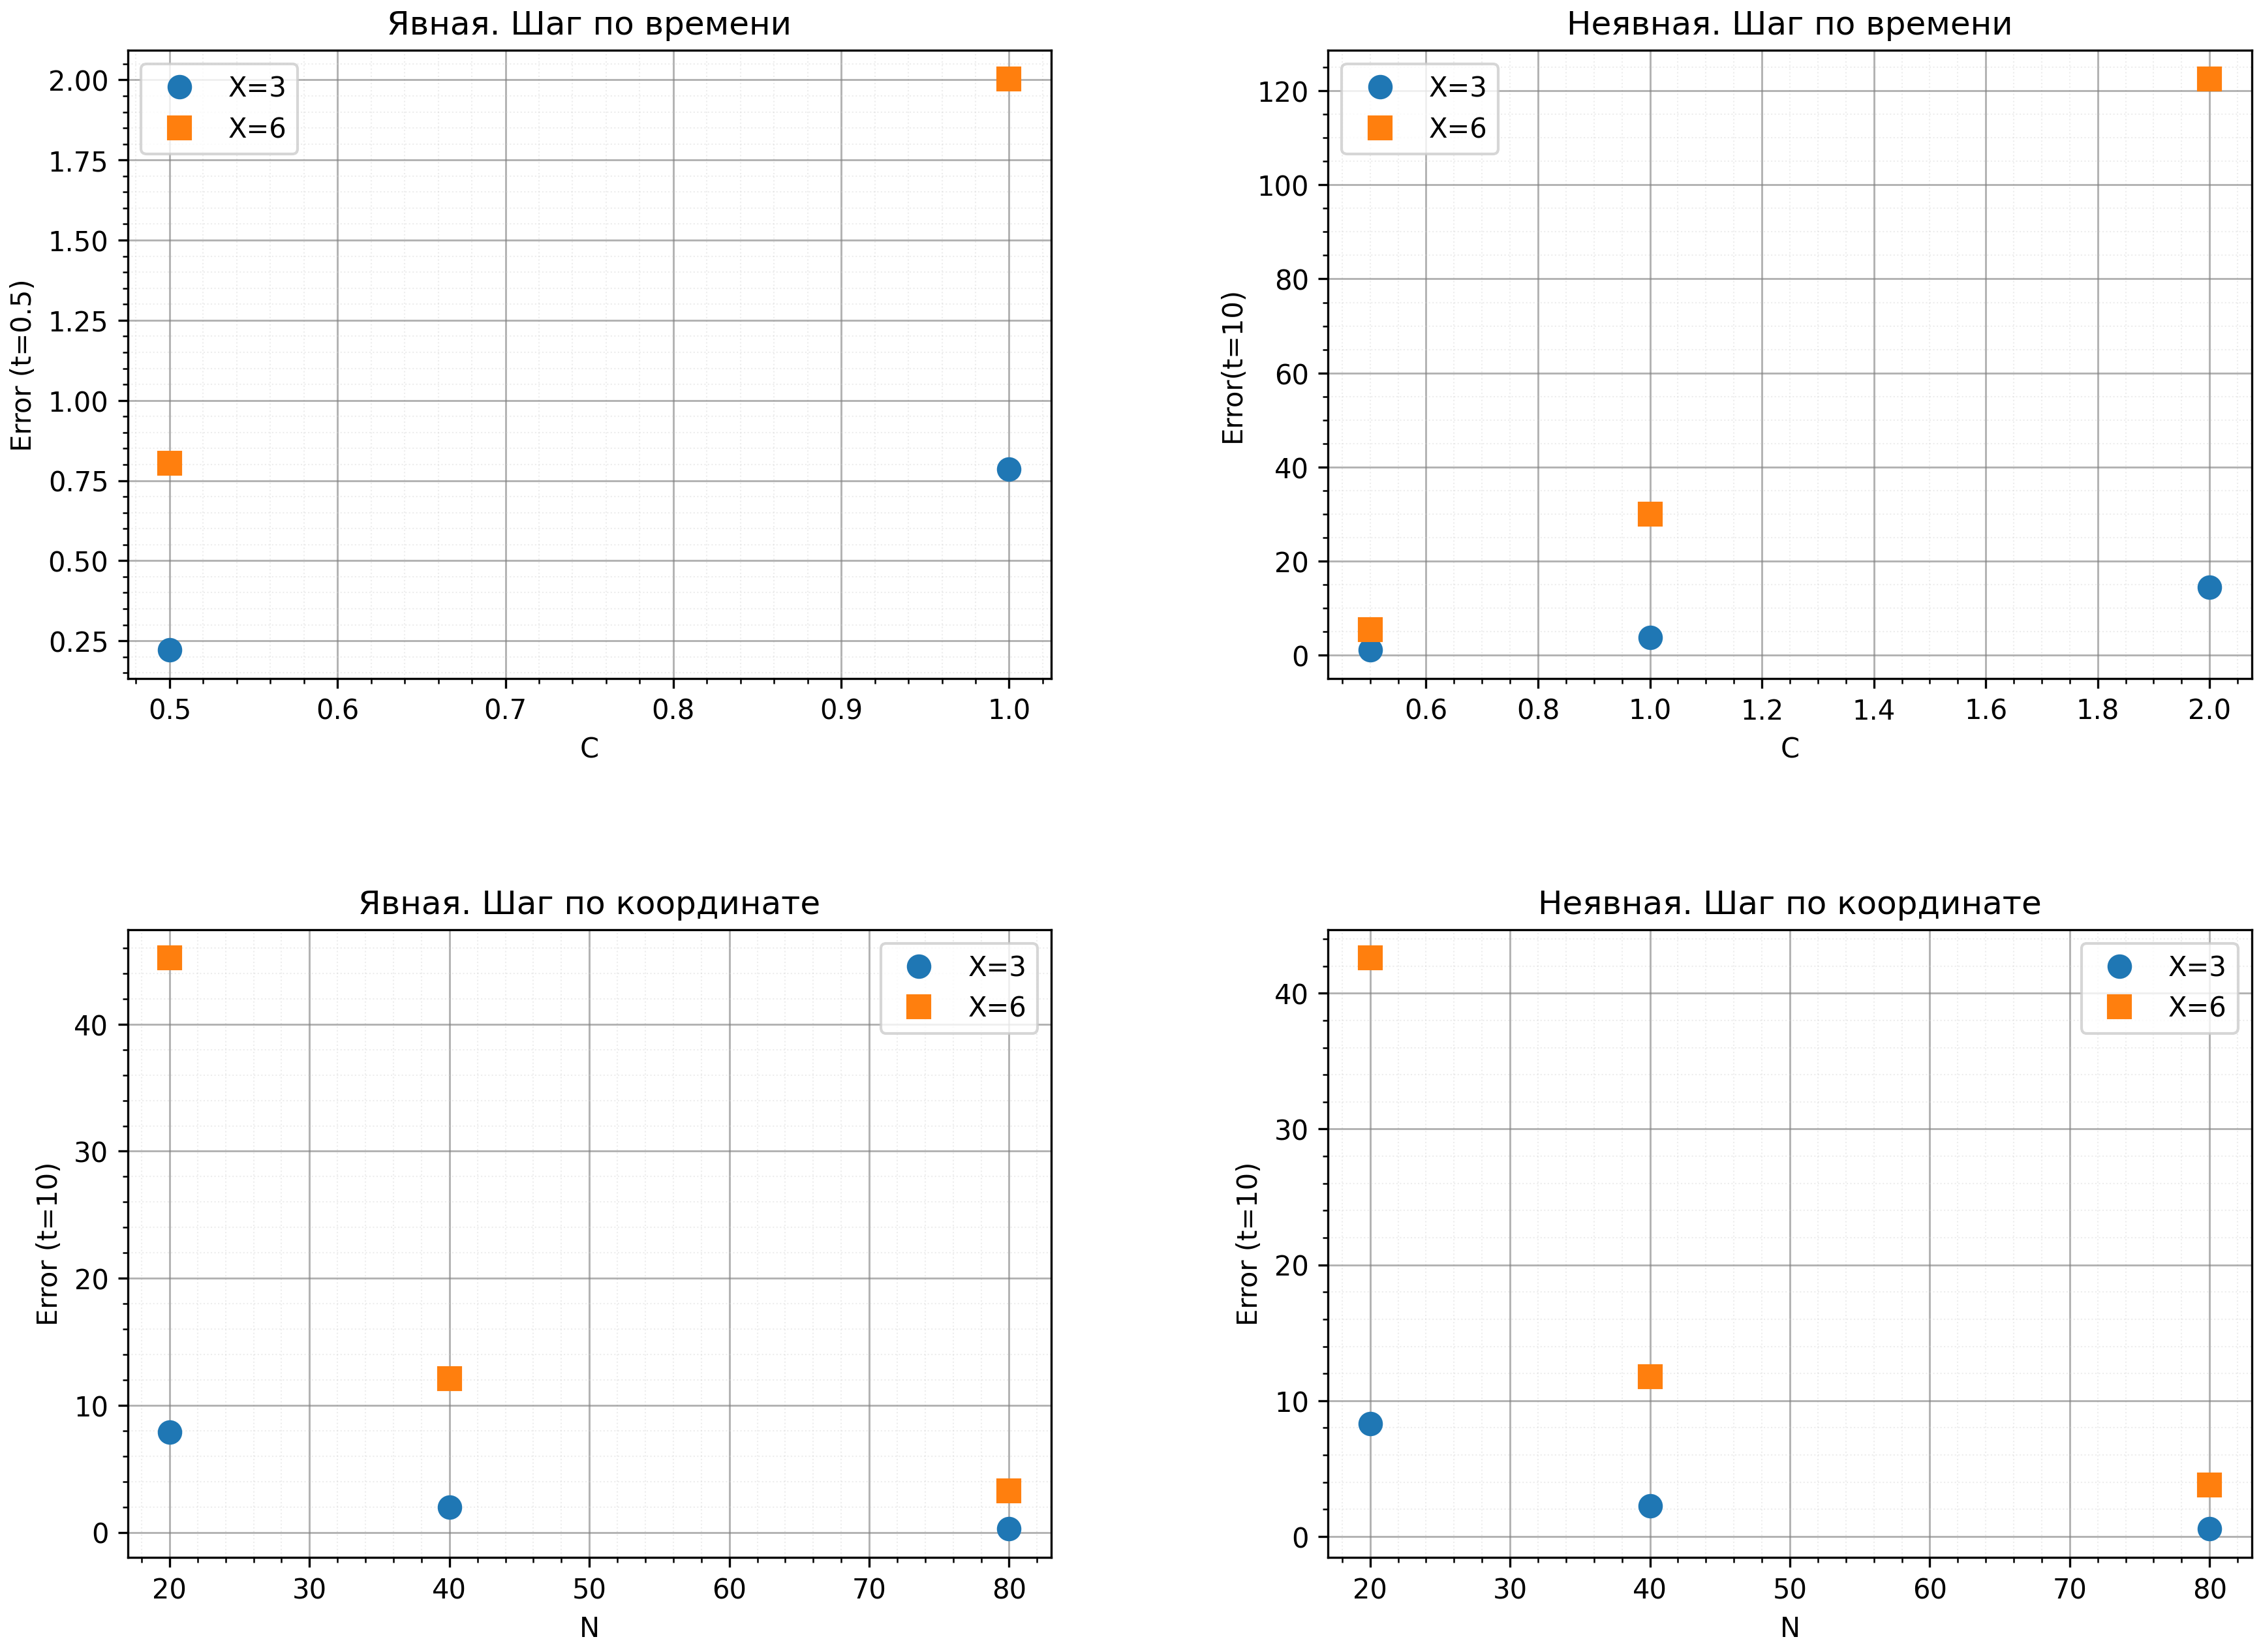 Явная. Шаг по времени
X=3
X=6
2.00
1.75
1.50
1.25
1.00
0.75
0.50
0.25
Error (t=0.5)
0.5 0.6 0.7 0.8 0.9 1.0
C
Неявная. Шаг по времени
X=3
X=6
120
100
80
60
40
20
0
Error(t=10)
0.6 0.8 1.0 1.2 1.4 1.6 1.8 2.0
C
Явная. Шаг по координате
X=3
X=6
40
30
20
10
0
Error (t=10)
20 30 40 50 60 70 80
N
Неявная. Шаг по координате
X=3
X=6
40
30
20
10
0
Error (t=10)
20 30 40 50 60 70 80
N